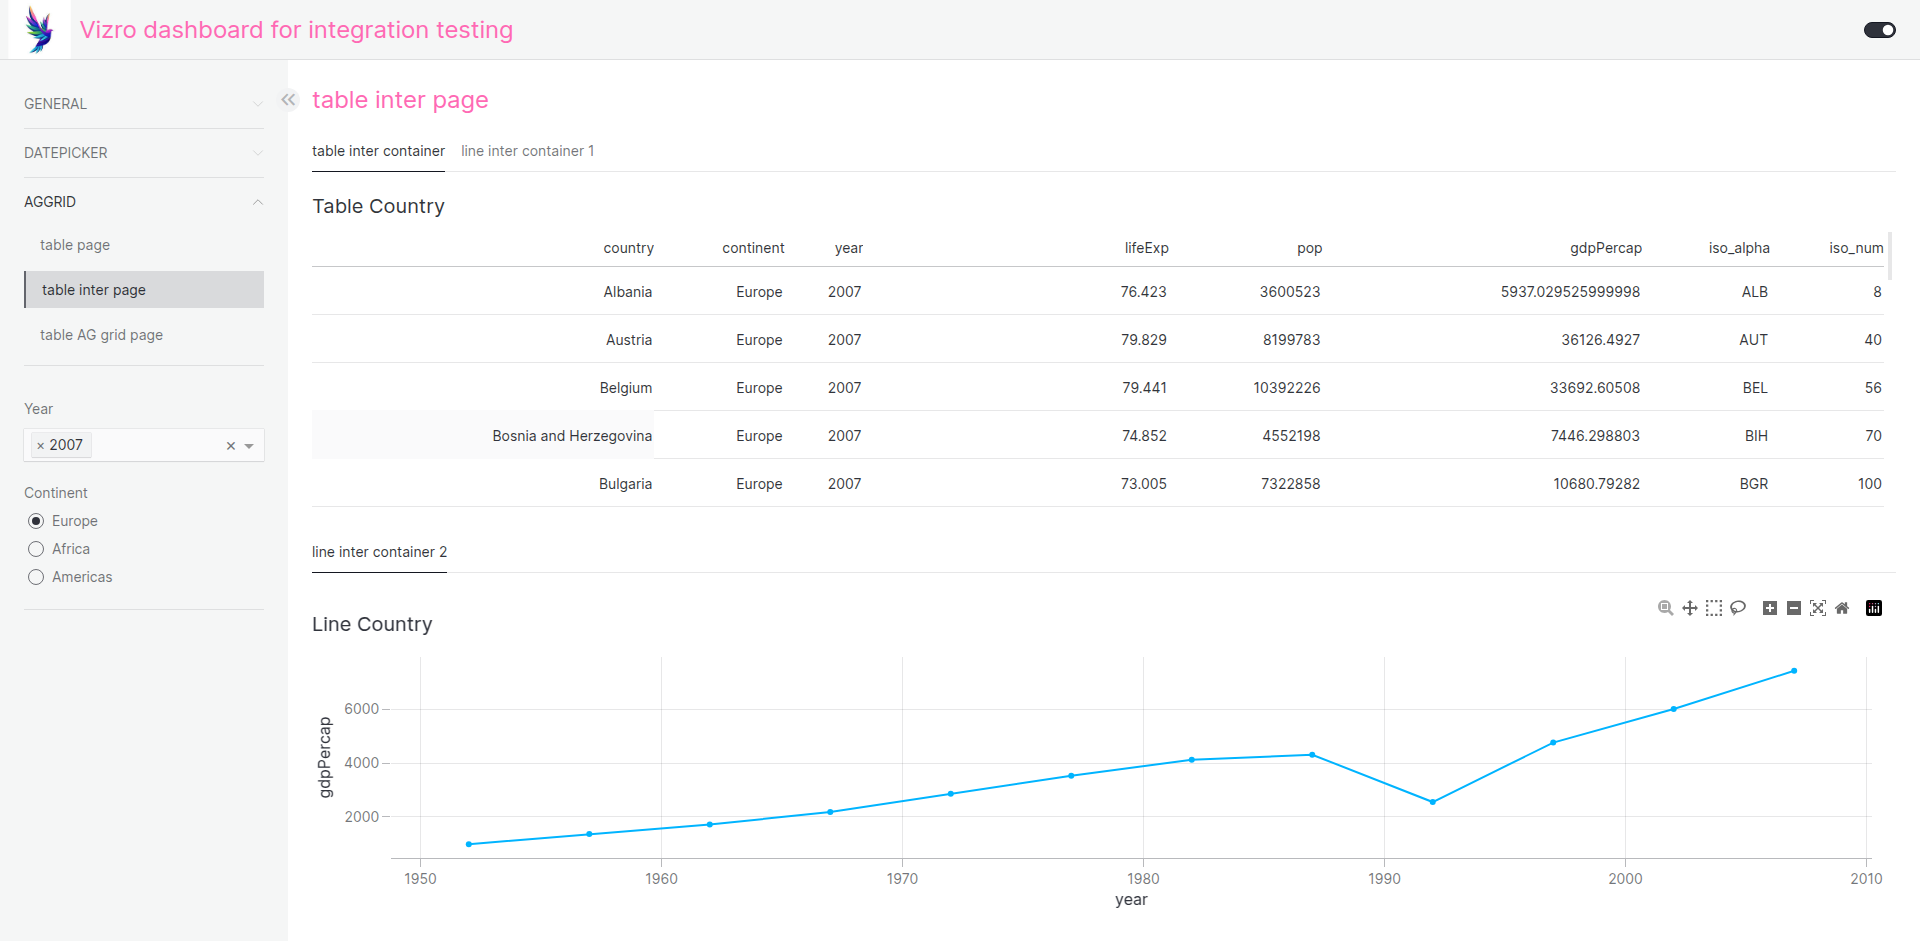 Vizro dashboard for integration testing
GENERAL
DATEPICKER
AGGRID
table page
table inter page
table AG grid page
Year
× 2007
Continent
Europe
Africa
Americas
table inter page
table inter container line inter container 1
Table Country
country continent year lifeExp pop gdpPercap iso_alpha iso_num
Albania Europe 2007 76.423 3600523 5937.029525999998 ALB 8
Austria Europe 2007 79.829 8199783 36126.4927 AUT 40
Belgium Europe 2007 79.441 10392226 33692.60508 BEL 56
Bosnia and Herzegovina Europe 2007 74.852 4552198 7446.298803 BIH 70
Bulgaria Europe 2007 73.005 7322858 10680.79282 BGR 100
line inter container 2
Line Country
gdpPercap
6000
4000
2000
1950 1960 1970 1980 1990 2000 2010
year